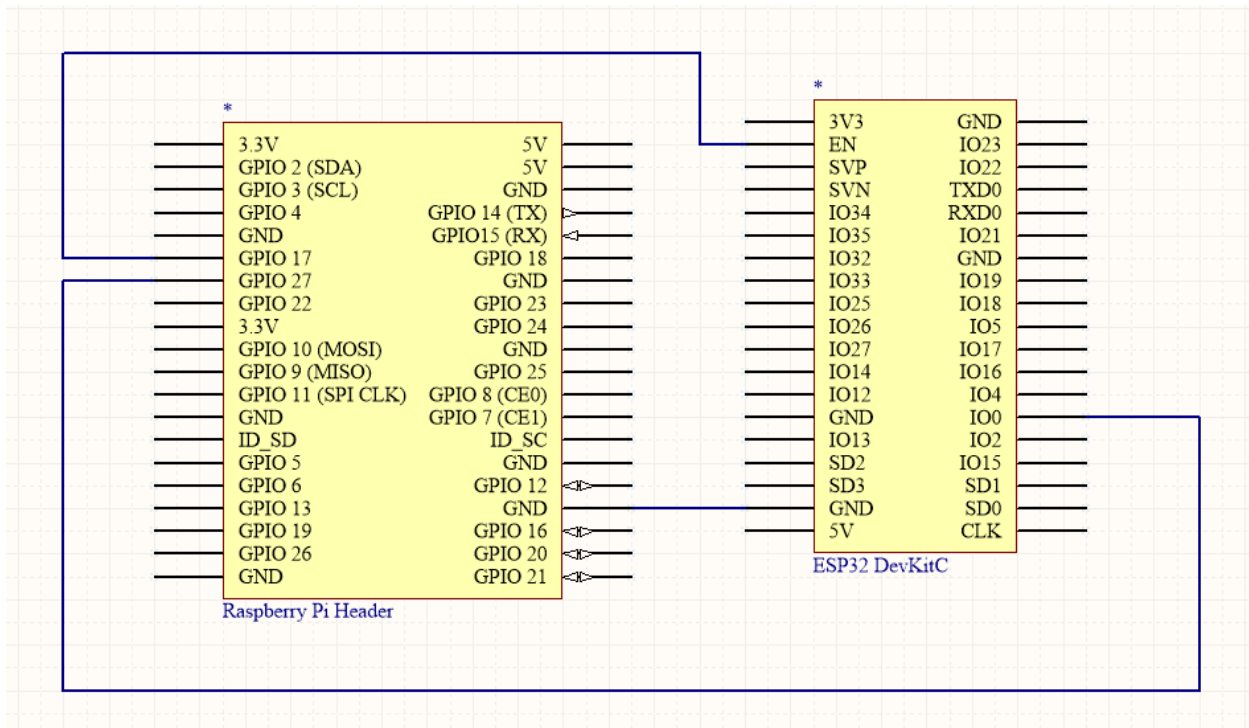 *
3.3V 5V
GPIO 2 (SDA) 5V
GPIO 3 (SCL) GND
GPIO 4 GPIO 14 (TX)
GND GPIO15 (RX)
GPIO 17 GPIO 18
GPIO 27 GND
GPIO 22 GPIO 23
3.3V GPIO 24
GPIO 10 (MOSI) GND
GPIO 9 (MISO) GPIO 25
GPIO 11 (SPI CLK) GPIO 8 (CE0)
GND GPIO 7 (CE1)
ID_SD ID_SC
GPIO 5 GND
GPIO 6 GPIO 12
GPIO 13 GND
GPIO 19 GPIO 16
GPIO 26 GPIO 20
GND GPIO 21
Raspberry Pi Header
*
3V3 GND
EN IO23
SVP IO22
SVN TXD0
IO34 RXD0
IO35 IO21
IO32 GND
IO33 IO19
IO25 IO18
IO26 IO5
IO27 IO17
IO14 IO16
IO12 IO4
GND IO0
IO13 IO2
SD2 IO15
SD3 SD1
GND SD0
5V CLK
ESP32 DevKitC